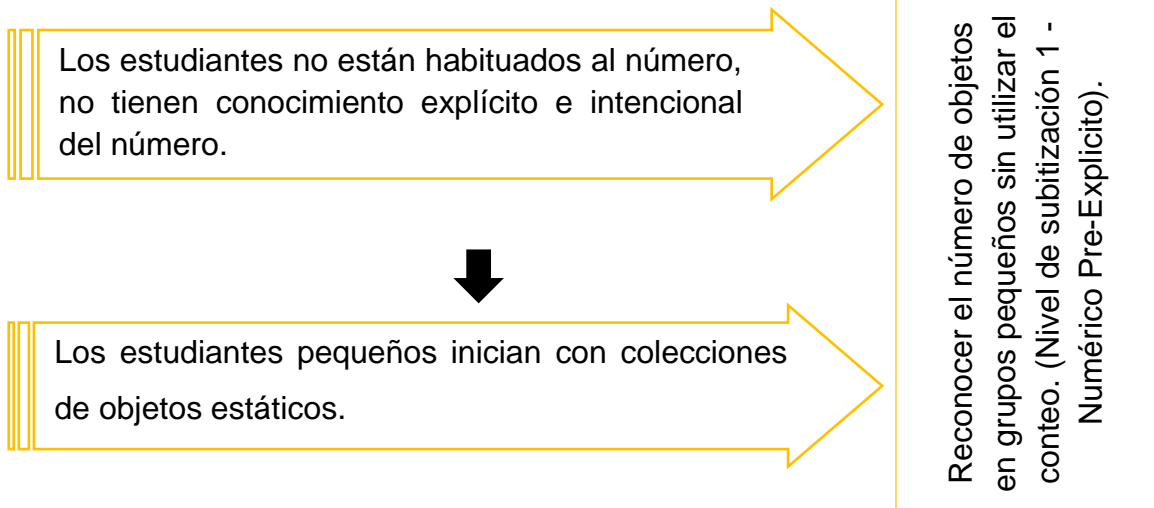 Los estudiantes no están habituados al número,
no tienen conocimiento explícito e intencional
del número.
Los estudiantes pequeños inician con colecciones
de objetos estáticos.
Reconocer el número de objetos
en grupos pequeños sin utilizar el
conteo. (Nivel de subitización 1 -
Numérico Pre-Explicito).